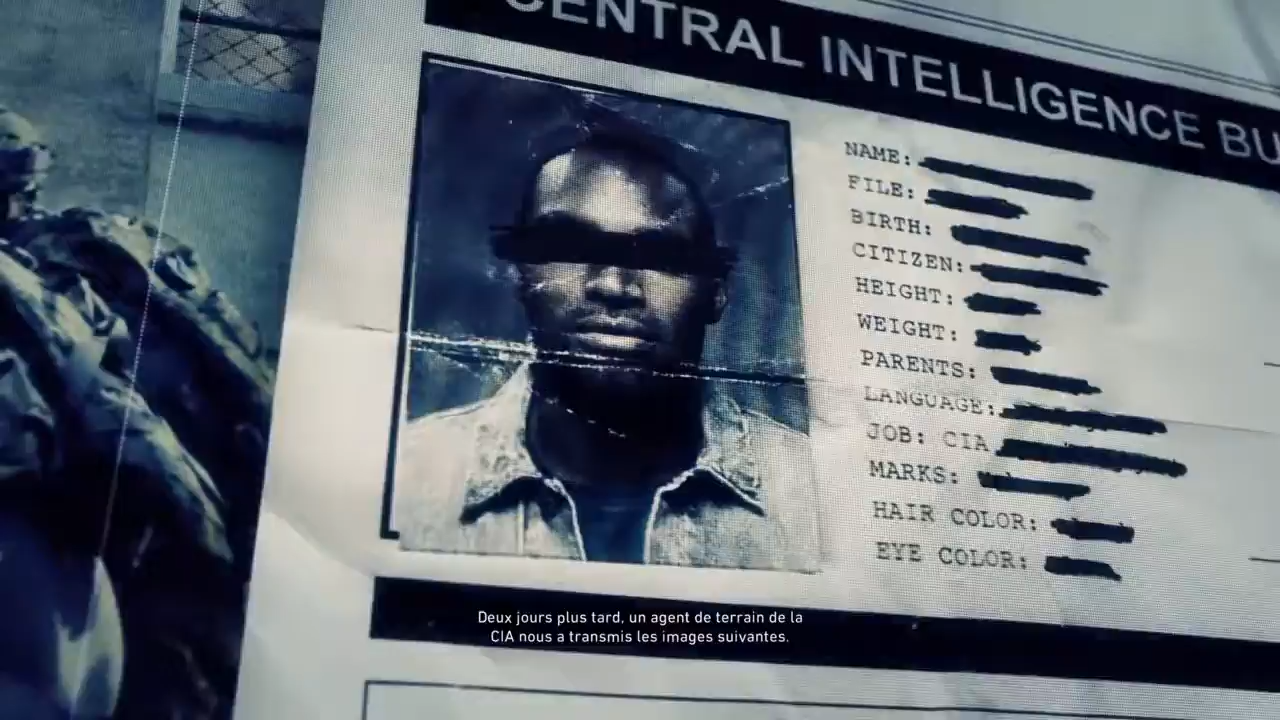 CENTRAL INTELLIGENCE BU
NAME:
FILE:
BIRTH:
CITIZEN:
HEIGHT:
WEIGHT:
PARENTS:
LANGUAGE:
JOB: CIA
MARKS:
HAIR COLOR:
EYE COLOR:
Deux jours plus tard, un agent de terrain de la
CIA nous a transmis les images suivantes.